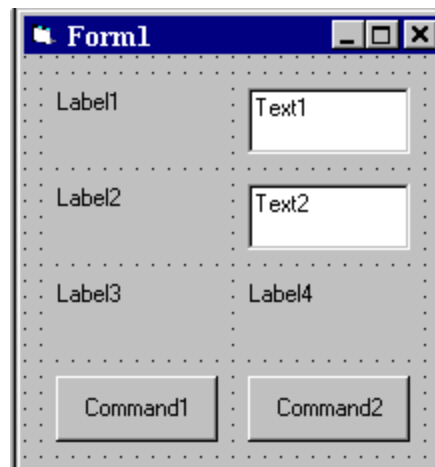 Form1
Label1 Text1
Label2 Text2
Label3 Label4
Command1 Command2